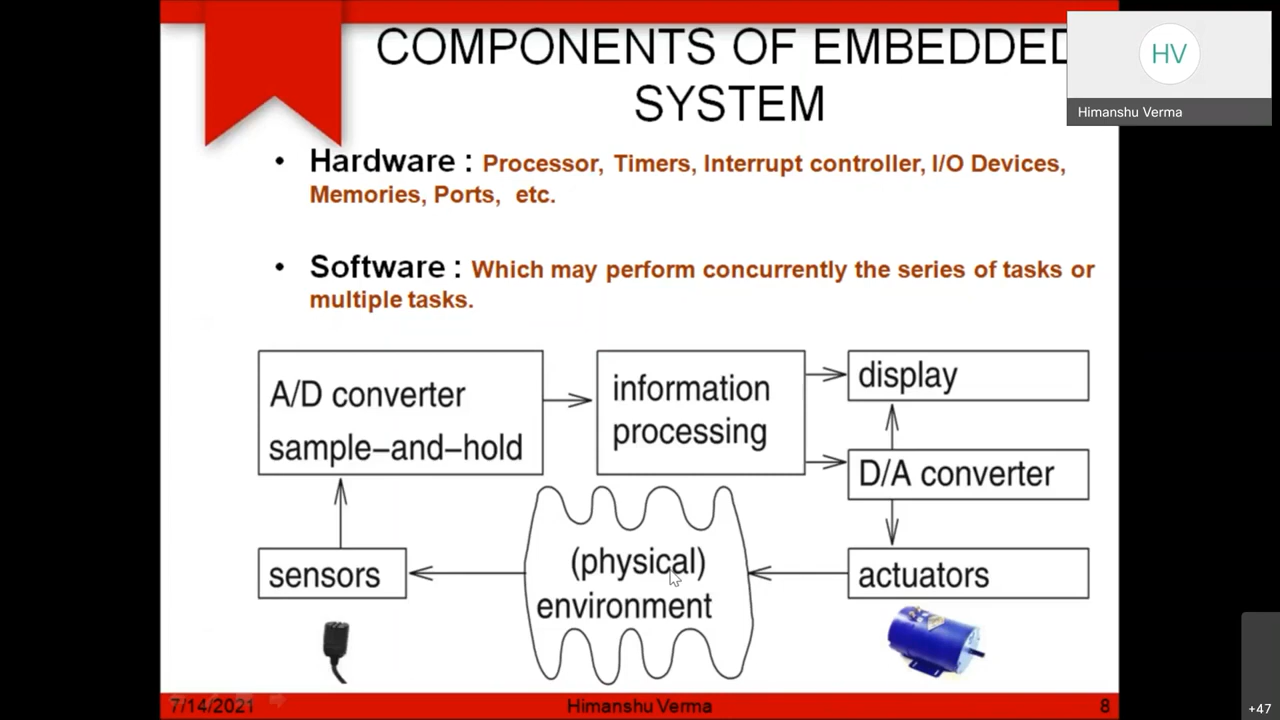 COMPONENTS OF EMBEDDED
SYSTEM
HV
Himanshu Verma
• Hardware : Processor, Timers, Interrupt controller, I/O Devices,
Memories, Ports, etc.
• Software : Which may perform concurrently the series of tasks or
multiple tasks.
A/D converter
sample–and–hold
information
processing
display
D/A converter
sensors
(physical)
environment
actuators
7/14/2021
Himanshu Verma
8
+47